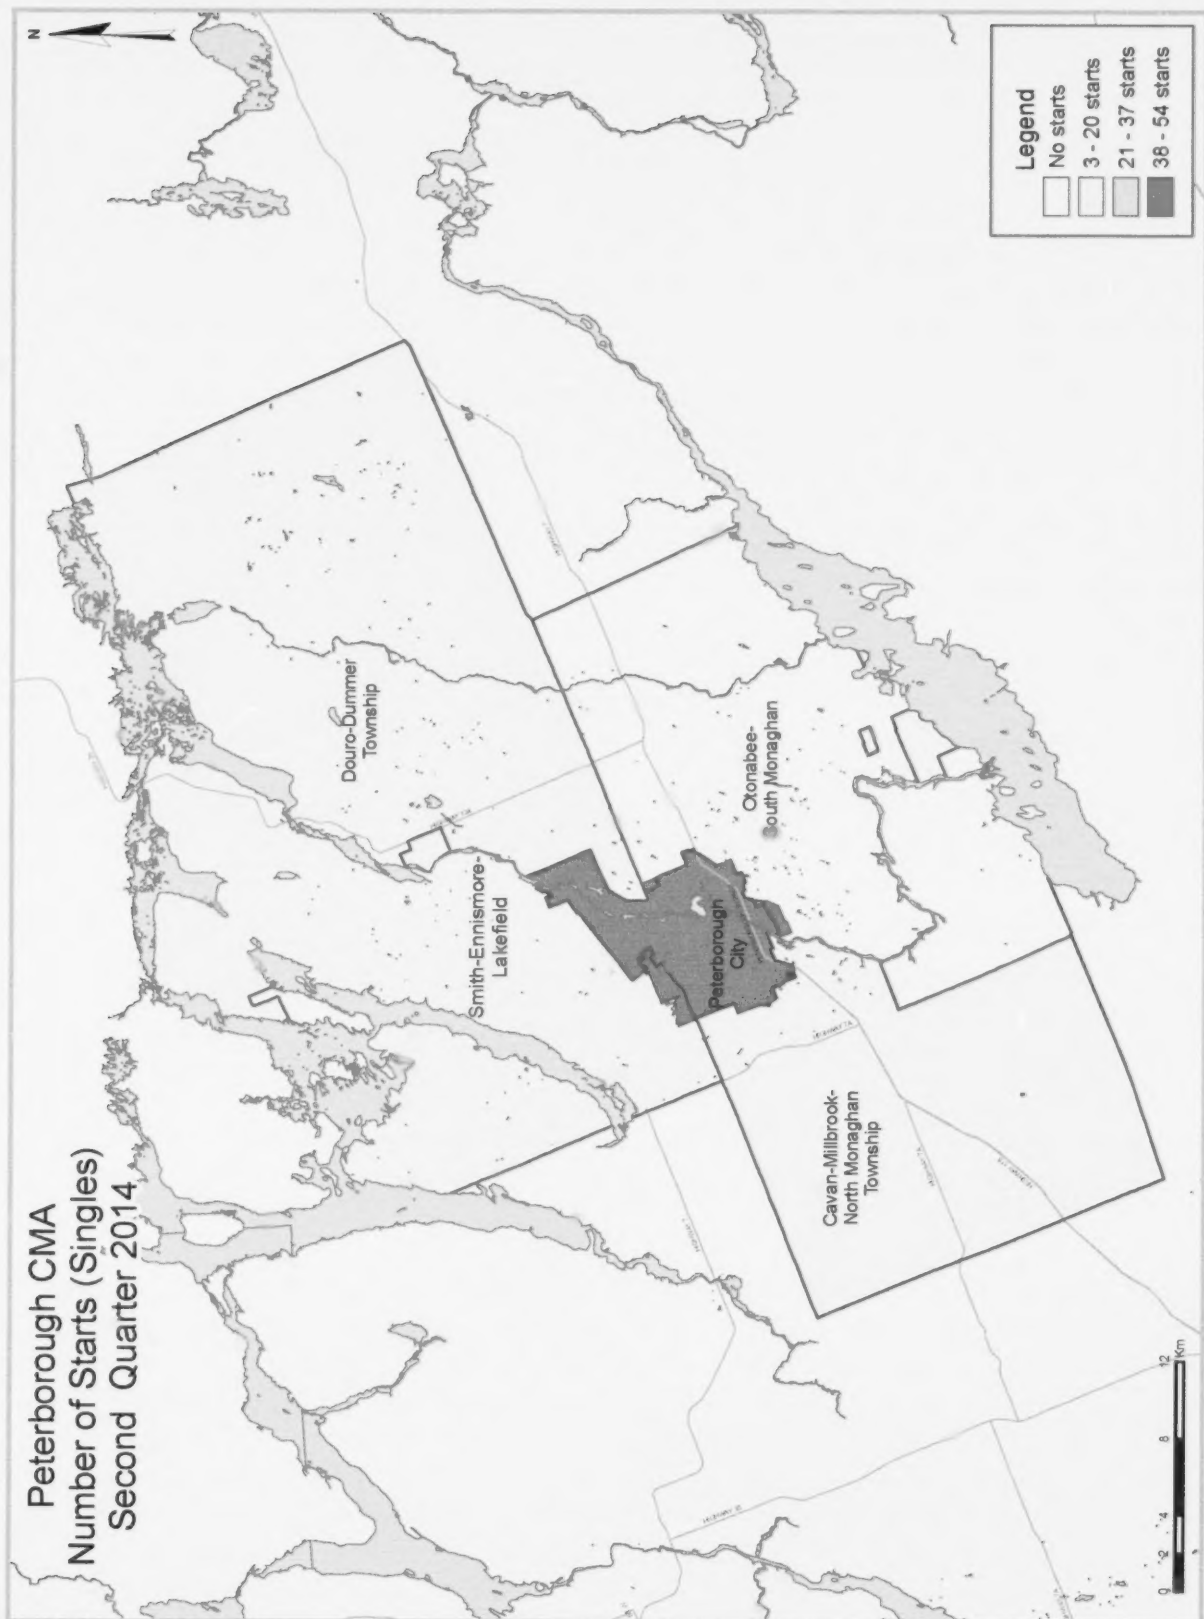 Peterborough CMA
Number of Starts (Singles)
Second Quarter 2014
N
Douro-Dummer
Township
Smith-Ennismore-
Lakefield
Peterborough
City
Otonabee-
South Monaghan
Cavan-Millbrook-
North Monaghan
Township
Legend
No starts
3 - 20 starts
21 - 37 starts
38 - 54 starts
0 2 4 8 12
Km